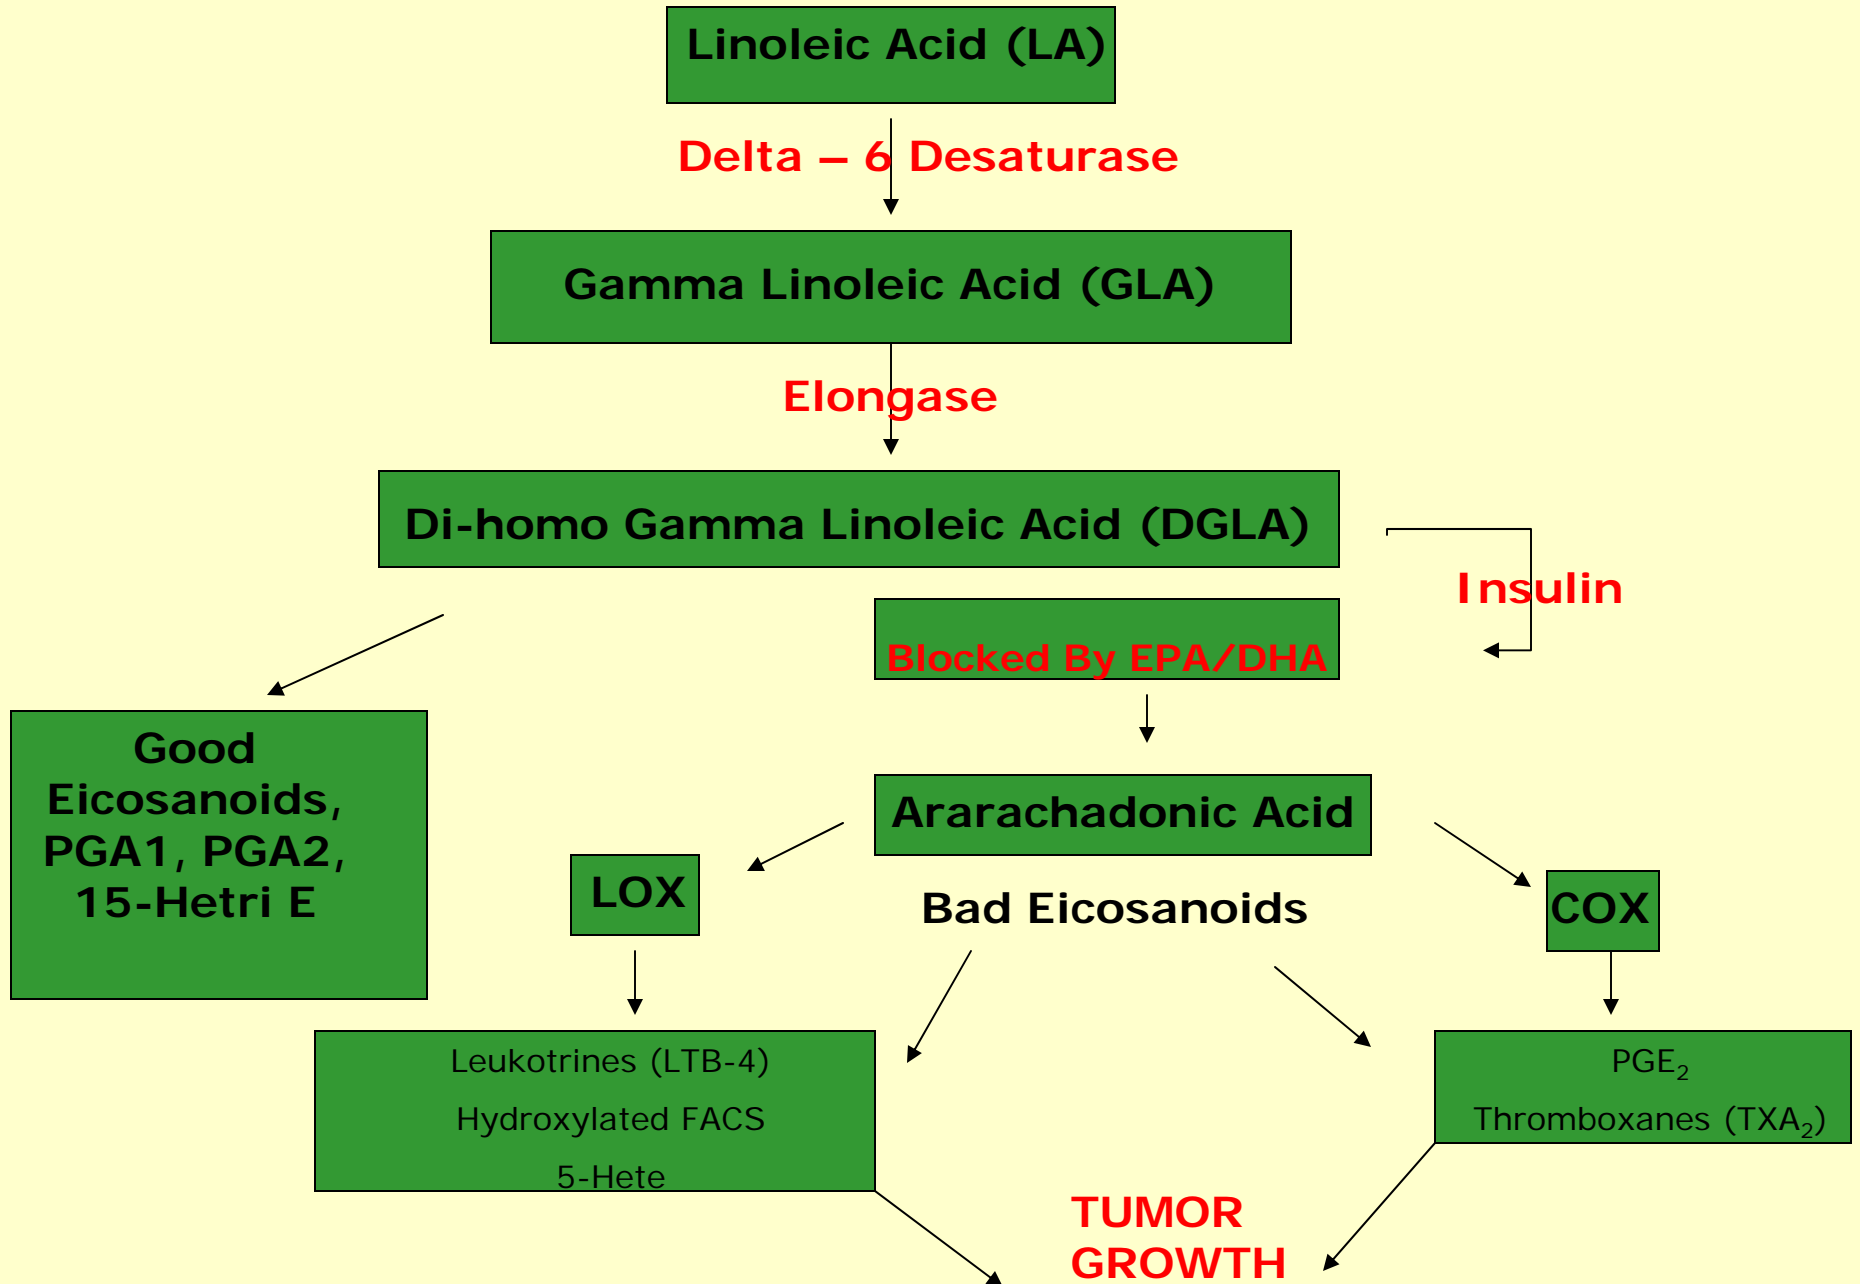 Linoleic Acid (LA)
Delta – 6 Desaturase
Gamma Linoleic Acid (GLA)
Elongase
Di-homo Gamma Linoleic Acid (DGLA)
Insulin
Blocked By EPA/DHA
Good
Eicosanoids,
PGA1, PGA2,
15-Hetri E
Ararachadonic Acid
LOX
Bad Eicosanoids
COX
Leukotrines (LTB-4)
Hydroxylated FACS
5-Hete
PGE₂
Thromboxanes (TXA₂)
TUMOR
GROWTH